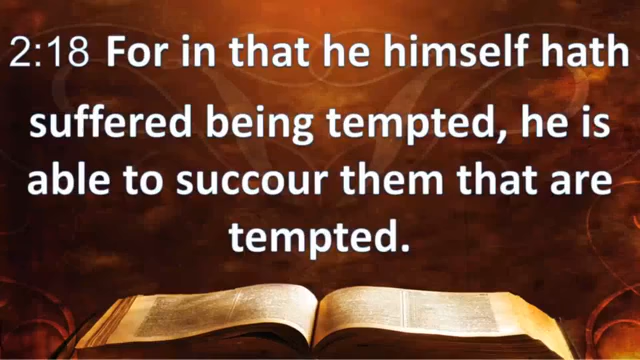 2:18 For in that he himself hath
suffered being tempted, he is
able to succour them that are
tempted.